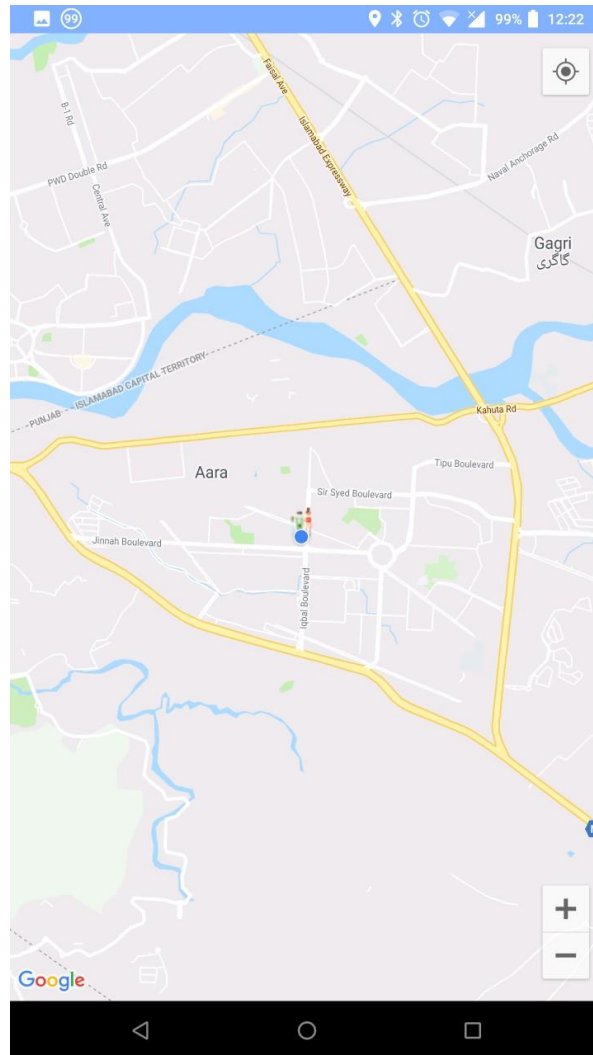 99
99% 12:22
Faisal Ave
B-1 Rd
Islamabad Expressway
Naval Anchorage Rd
PWD Double Rd
Central Ave
Gagri
گاگری
PUNJAB
ISLAMABAD CAPITAL TERRITORY
Kahuta Rd
Aara
Tipu Boulevard
Sir Syed Boulevard
Jinnah Boulevard
Iqbal Boulevard
+
−
Google